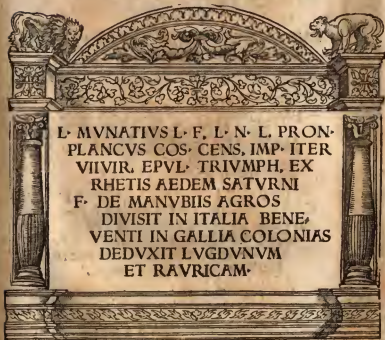 L· MVNATIVS L· F, L· N· L, PRON·
PLANCVS COS· CENS, IMP· ITER
VIIVIR, EPVL· TRIVMPH, EX
RHETIS AEDEM SATVRNI
F· DE MANVBIIS AGROS
DIVISIT IN ITALIA BENE,
VENTI IN GALLIA COLONIAS
DEDVXIT LVGDVNVM
ET RAVRICAM·